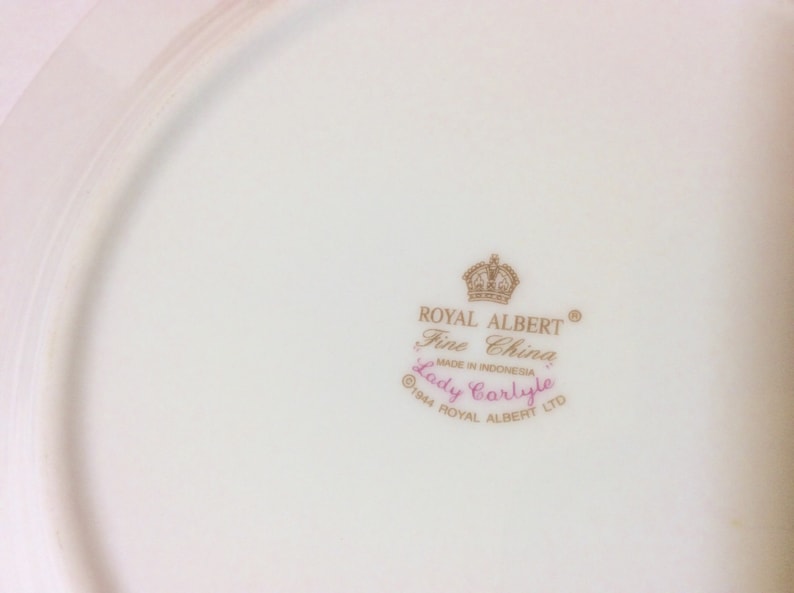 ROYAL ALBERT®
Fine China
MADE IN INDONESIA
"Lady Carlyle"
©1944 ROYAL ALBERT LTD